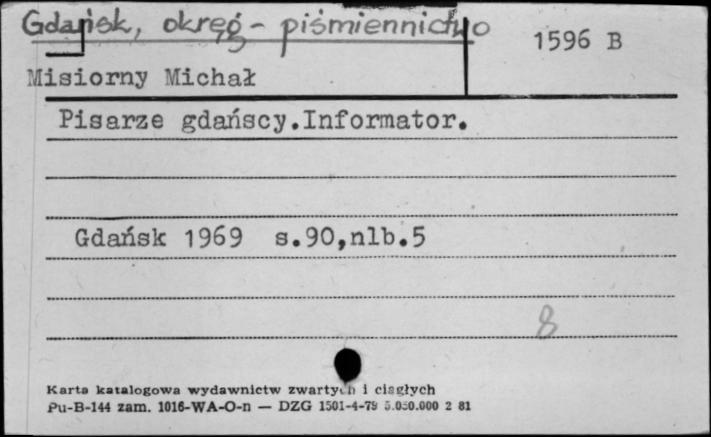 Gdańsk, okręg - piśmiennictwo
1596 B
Misiorny Michał
Pisarze gdańscy.Informator.
Gdańsk 1969 s.90,nlb.5
8
Karta katalogowa wydawnictw zwartych i ciągłych
Pu-B-144 zam. 1016-WA-O-n — DZG 1501-4-79 5.050.000 2 81